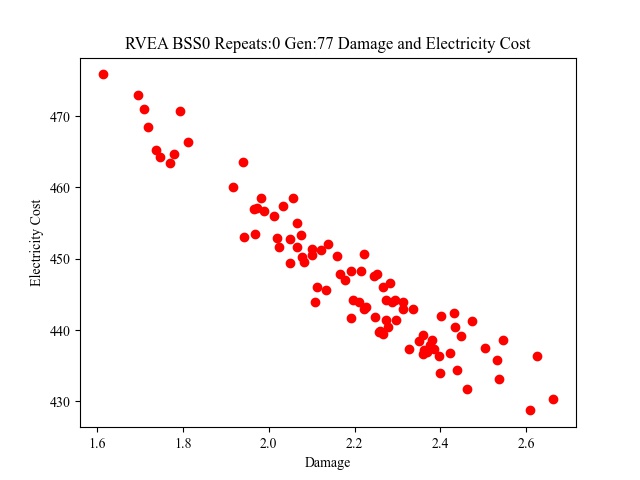 RVEA BSS0 Repeats:0 Gen:77 Damage and Electricity Cost
470
460
450
440
430
Electricity Cost
1.6 1.8 2.0 2.2 2.4 2.6
Damage